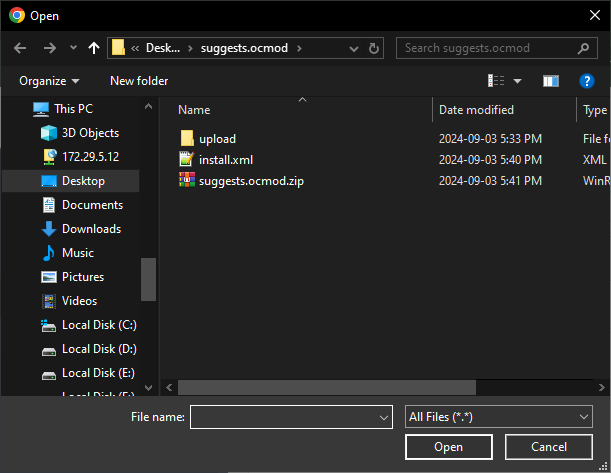 Open
« Desk... › suggests.ocmod ›
Search suggests.ocmod
Organize
New folder
This PC
3D Objects
172.29.5.12
Desktop
Documents
Downloads
Music
Pictures
Videos
Local Disk (C:)
Local Disk (D:)
Local Disk (E:)
Name Date modified Type
upload 2024-09-03 5:33 PM File fo
install.xml 2024-09-03 5:40 PM XML
suggests.ocmod.zip 2024-09-03 5:41 PM WinR
File name:
All Files (*.*)
Open
Cancel